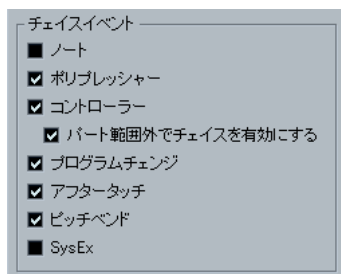 チェイスイベント
ノート
ポリプレッシャー
コントローラー
パート範囲外でチェイスを有効にする
プログラムチェンジ
アフタータッチ
ピッチベンド
SysEx